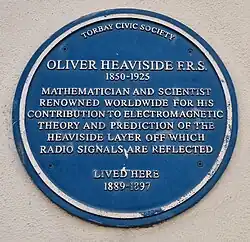 TORBAY CIVIC SOCIETY
OLIVER HEAVISIDE F.R.S.
1850-1925
MATHEMATICIAN AND SCIENTIST
RENOWNED WORLDWIDE FOR HIS
CONTRIBUTION TO ELECTROMAGNETIC
THEORY AND PREDICTION OF THE
HEAVISIDE LAYER OFF WHICH
RADIO SIGNALS ARE REFLECTED
LIVED HERE
1889-1897